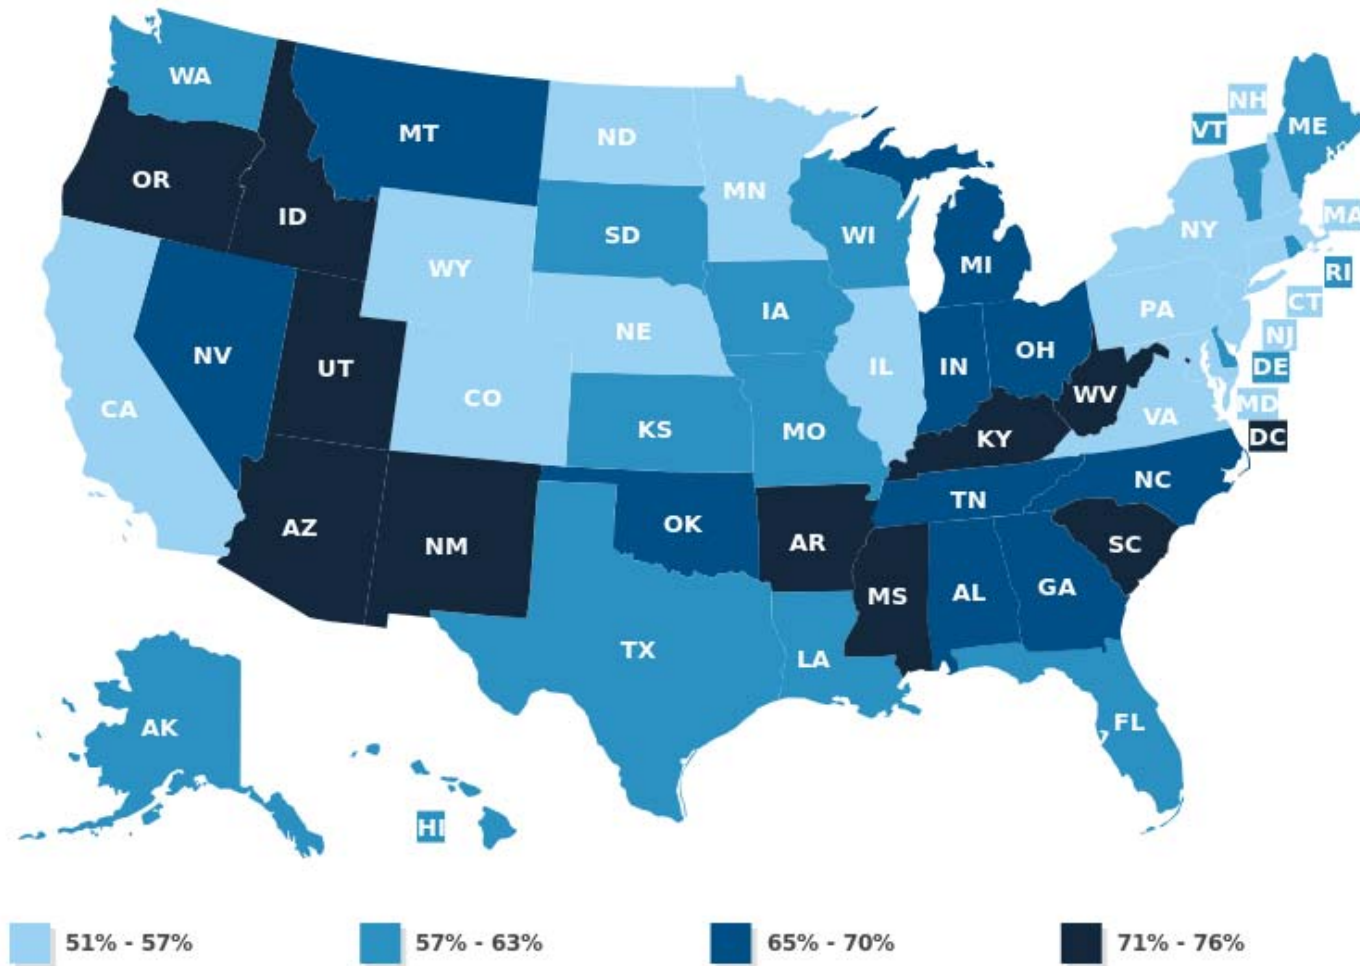 WA
NH
ME
VT
MT
ND
OR
MN
ID
MA
NY
SD
WI
MI
WY
RI
CT
PA
IA
NE
NJ
NV
OH
UT
IL
IN
DE
WV
CO
MD
CA
VA
KS
MO
KY
DC
NC
TN
AZ
OK
NM
AR
SC
MS
AL
GA
TX
LA
AK
FL
HI
51% - 57%
57% - 63%
65% - 70%
71% - 76%